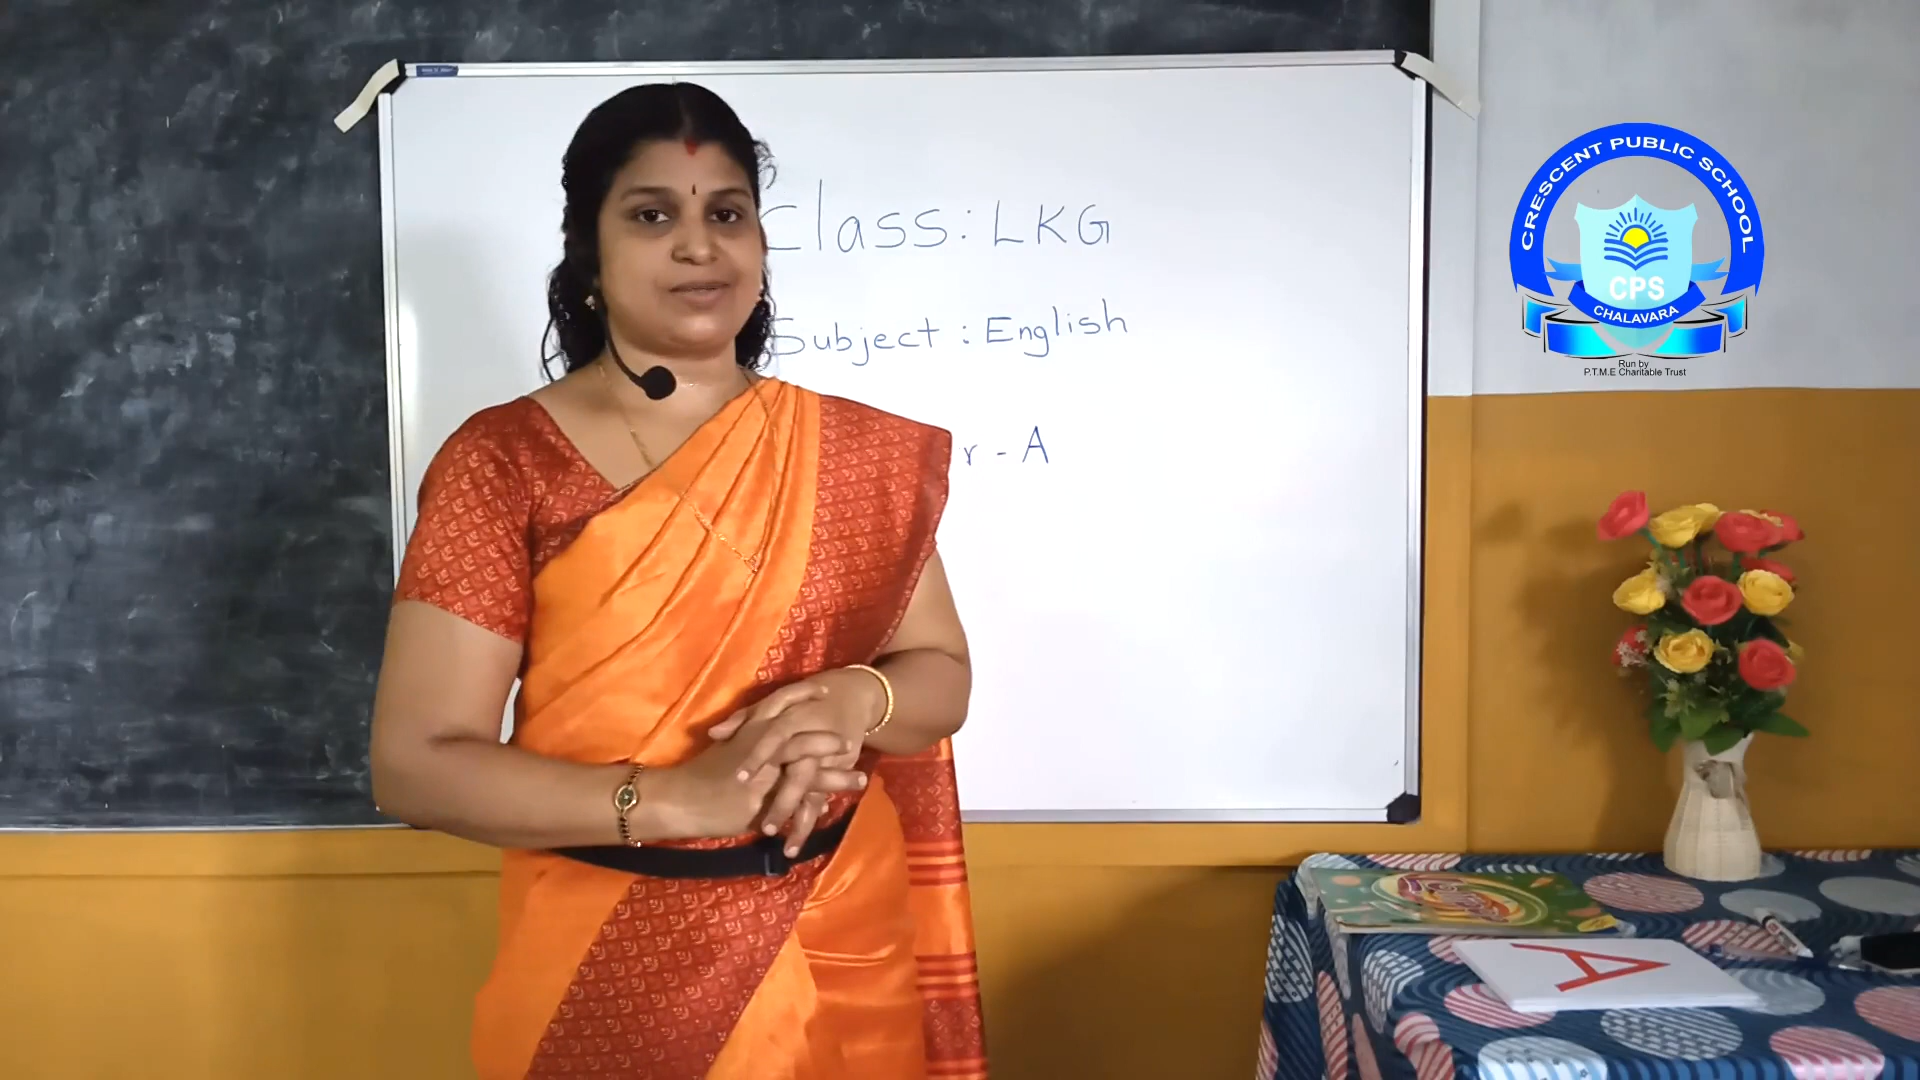 Class: LKG
Subject : English
r - A
CRESCENT PUBLIC SCHOOL
CPS
CHALAVARA
Run by
P.T.M.E Charitable Trust
A